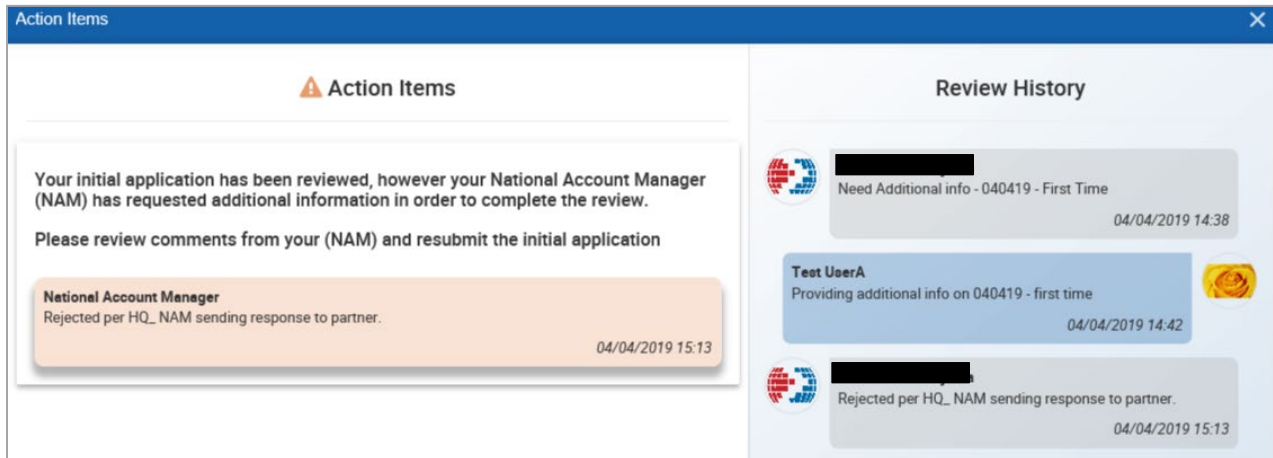 Action Items
Action Items
Your initial application has been reviewed, however your National Account Manager
(NAM) has requested additional information in order to complete the review.
Please review comments from your (NAM) and resubmit the initial application
National Account Manager
Rejected per HQ_ NAM sending response to partner.
04/04/2019 15:13
Review History
Need Additional info - 040419 - First Time
04/04/2019 14:38
Test UserA
Providing additional info on 040419 - first time
04/04/2019 14:42
Rejected per HQ_ NAM sending response to partner.
04/04/2019 15:13